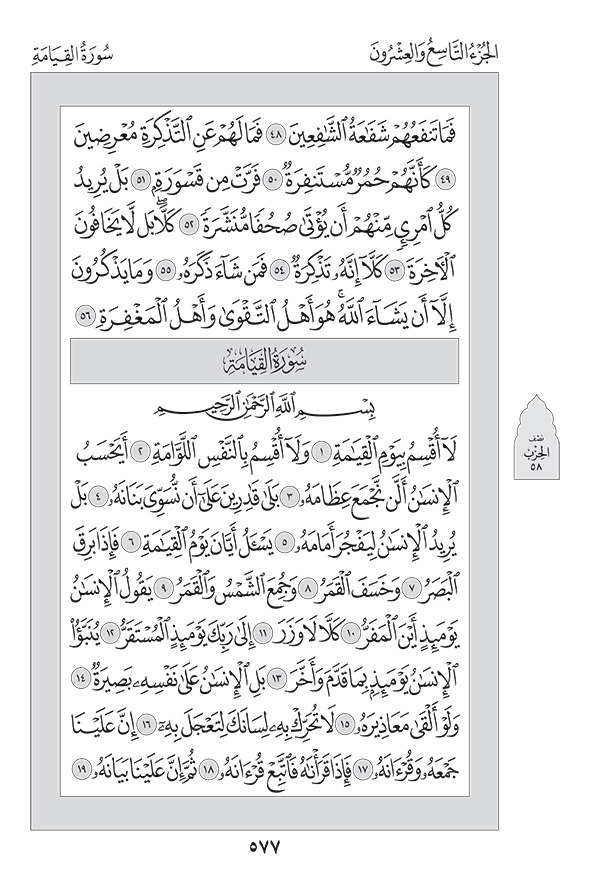 الجُزْءُ التَّاسِعُ وَالعِشْرُونَ
سُورَةُ القِيَامَةِ
فَمَا تَنفَعُهُمْ شَفَٰعَةُ ٱلشَّٰفِعِينَ ٤٨ فَمَا لَهُمْ عَنِ ٱلتَّذْكِرَةِ مُعْرِضِينَ
٤٩ كَأَنَّهُمْ حُمُرٌ مُّسْتَنفِرَةٌ ٥٠ فَرَّتْ مِن قَسْوَرَةٍۭ ٥١ بَلْ يُرِيدُ
كُلُّ ٱمْرِئٍ مِّنْهُمْ أَن يُؤْتَىٰ صُحُفًا مُّنَشَّرَةً ٥٢ كَلَّاۖ بَل لَّا يَخَافُونَ
ٱلْأٓخِرَةَ ٥٣ كَلَّآ إِنَّهُۥ تَذْكِرَةٌ ٥٤ فَمَن شَآءَ ذَكَرَهُۥ ٥٥ وَمَا يَذْكُرُونَ
إِلَّآ أَن يَشَآءَ ٱللَّهُۚ هُوَ أَهْلُ ٱلتَّقْوَىٰ وَأَهْلُ ٱلْمَغْفِرَةِ ٥٦
سُورَةُ القِيَامَةِ
بِسْمِ ٱللَّهِ ٱلرَّحْمَٰنِ ٱلرَّحِيمِ
لَآ أُقْسِمُ بِيَوْمِ ٱلْقِيَٰمَةِ ١ وَلَآ أُقْسِمُ بِٱلنَّفْسِ ٱللَّوَّامَةِ ٢ أَيَحْسَبُ
ٱلْإِنسَٰنُ أَلَّن نَّجْمَعَ عِظَامَهُۥ ٣ بَلَىٰ قَٰدِرِينَ عَلَىٰٓ أَن نُّسَوِّىَ بَنَانَهُۥ ٤ بَلْ
يُرِيدُ ٱلْإِنسَٰنُ لِيَفْجُرَ أَمَامَهُۥ ٥ يَسْـَٔلُ أَيَّانَ يَوْمُ ٱلْقِيَٰمَةِ ٦ فَإِذَا بَرِقَ
ٱلْبَصَرُ ٧ وَخَسَفَ ٱلْقَمَرُ ٨ وَجُمِعَ ٱلشَّمْسُ وَٱلْقَمَرُ ٩ يَقُولُ ٱلْإِنسَٰنُ
يَوْمَئِذٍ أَيْنَ ٱلْمَفَرُّ ١٠ كَلَّا لَا وَزَرَ ١١ إِلَىٰ رَبِّكَ يَوْمَئِذٍ ٱلْمُسْتَقَرُّ ١٢ يُنَبَّؤُا۟
ٱلْإِنسَٰنُ يَوْمَئِذٍۭ بِمَا قَدَّمَ وَأَخَّرَ ١٣ بَلِ ٱلْإِنسَٰنُ عَلَىٰ نَفْسِهِۦ بَصِيرَةٌ ١٤
وَلَوْ أَلْقَىٰ مَعَاذِيرَهُۥ ١٥ لَا تُحَرِّكْ بِهِۦ لِسَانَكَ لِتَعْجَلَ بِهِۦٓ ١٦ إِنَّ عَلَيْنَا
جَمْعَهُۥ وَقُرْءَانَهُۥ ١٧ فَإِذَا قَرَأْنَٰهُ فَٱتَّبِعْ قُرْءَانَهُۥ ١٨ ثُمَّ إِنَّ عَلَيْنَا بَيَانَهُۥ ١٩
نصف
الحزب
٥٨
٥٧٧